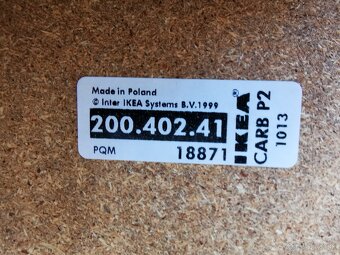 Made in Poland
© Inter IKEA Systems B.V. 1999
200.402.41
PQM 18871
IKEA®
CARB P2
1013